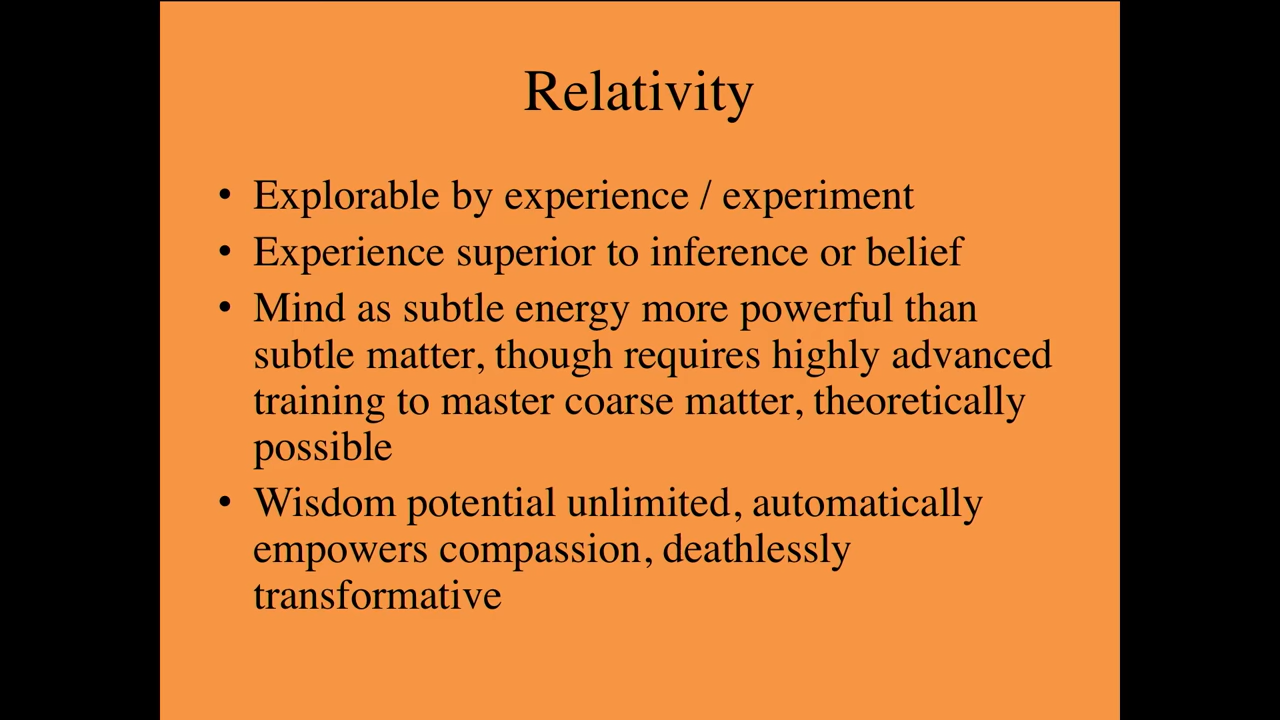 Relativity
• Explorable by experience / experiment
• Experience superior to inference or belief
• Mind as subtle energy more powerful than
subtle matter, though requires highly advanced
training to master coarse matter, theoretically
possible
• Wisdom potential unlimited, automatically
empowers compassion, deathlessly
transformative